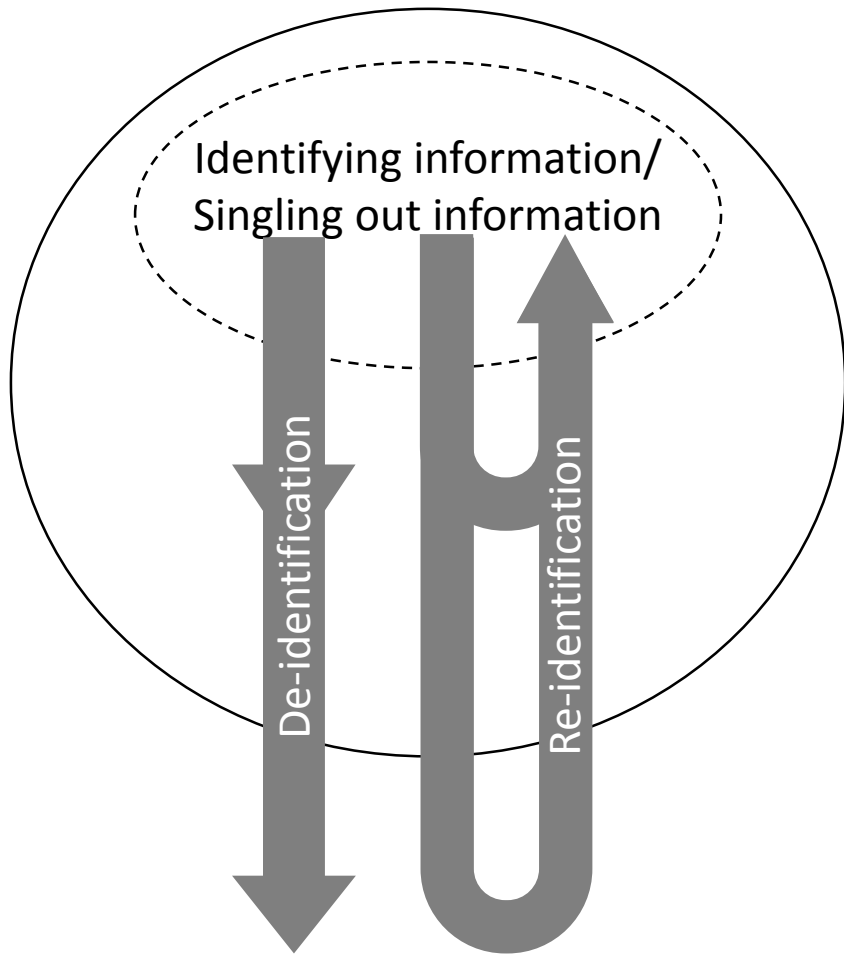 Identifying information/
Singling out information
De-identification
Re-identification